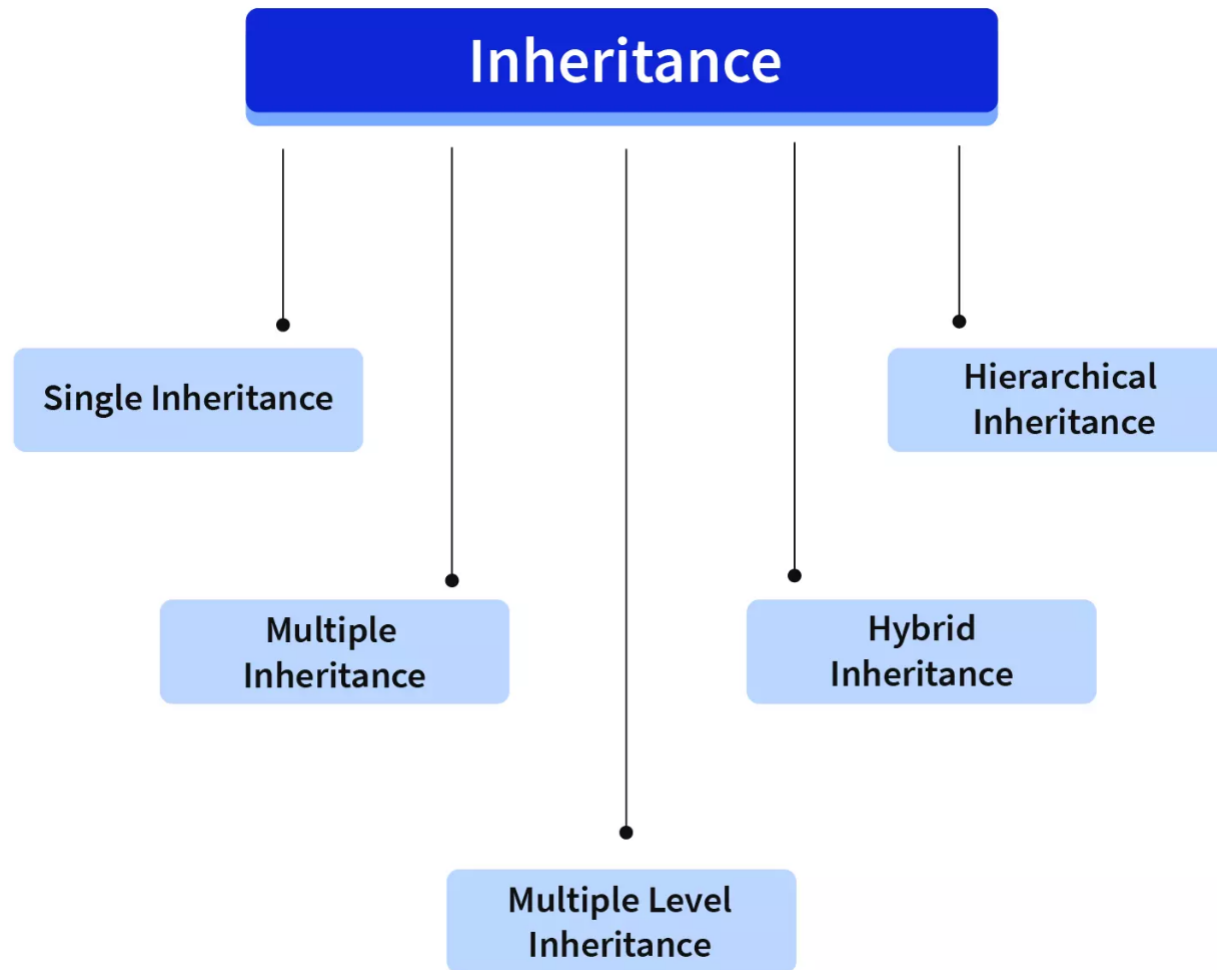 Inheritance
Single Inheritance
Hierarchical
Inheritance
Multiple
Inheritance
Hybrid
Inheritance
Multiple Level
Inheritance